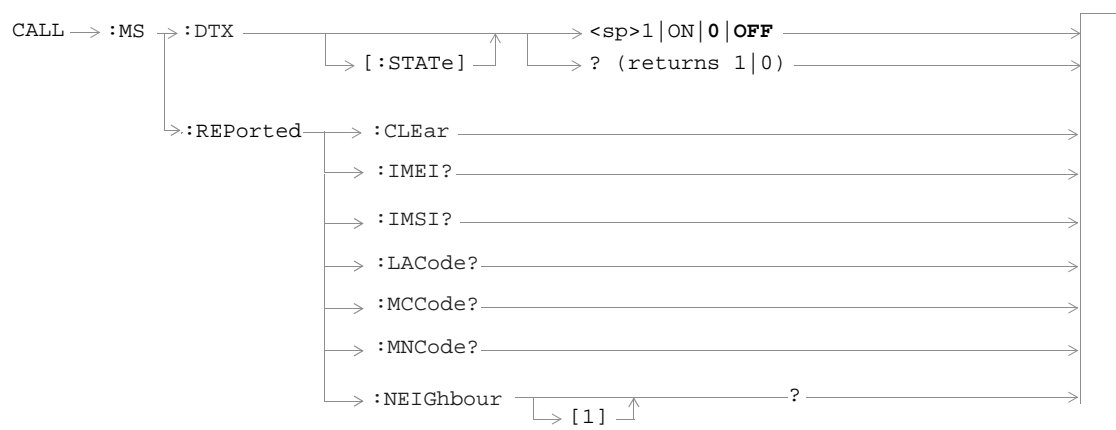 CALL :MS :DTX <sp>1|ON|0|OFF
[:STATe] ? (returns 1|0)
:REPorted :CLEar
:IMEI?
:IMSI?
:LACode?
:MCCode?
:MNCode?
:NEIGhbour ?
[1]